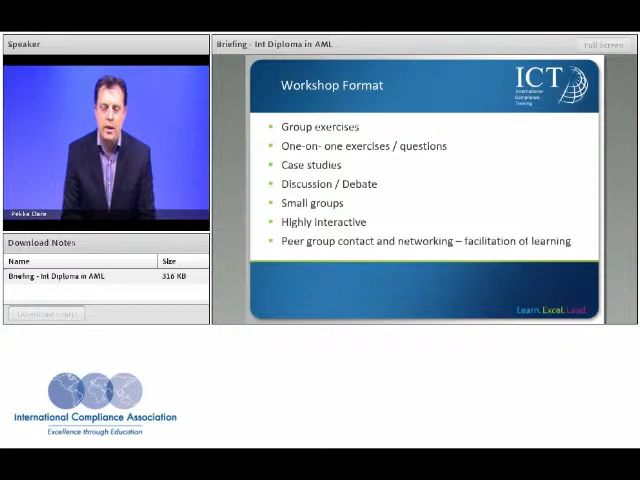 Speaker
Pekka Dare
Download Notes
Name Size
Briefing - Int Diploma in AML 316 KB
Download File(s)
Briefing - Int Diploma in AML
Full Screen
Workshop Format
ICT
International
Compliance
Training
Group exercises
One-on- one exercises / questions
Case studies
Discussion / Debate
Small groups
Highly Interactive
Peer group contact and networking – facilitation of learning
Learn.Excel.Lead.
International Compliance Association
Excellence through Education